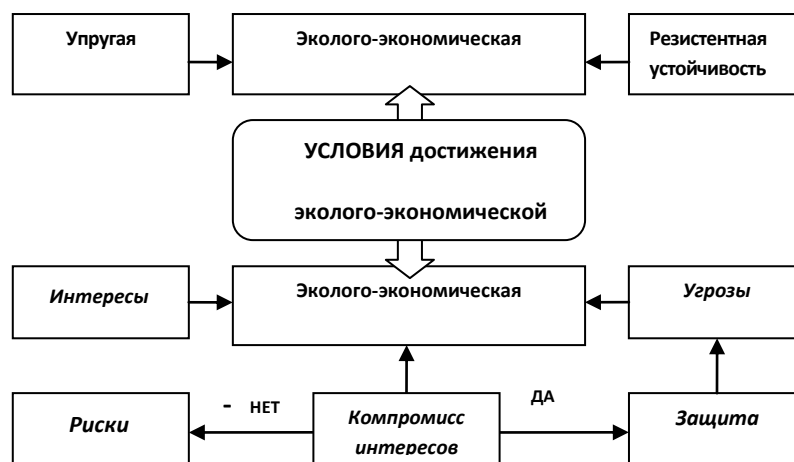 Упругая
Эколого-экономическая
Резистентная
устойчивость
УСЛОВИЯ достижения
эколого-экономической
Интересы
Эколого-экономическая
Угрозы
Риски
- НЕТ
Компромисс
интересов
ДА
Защита